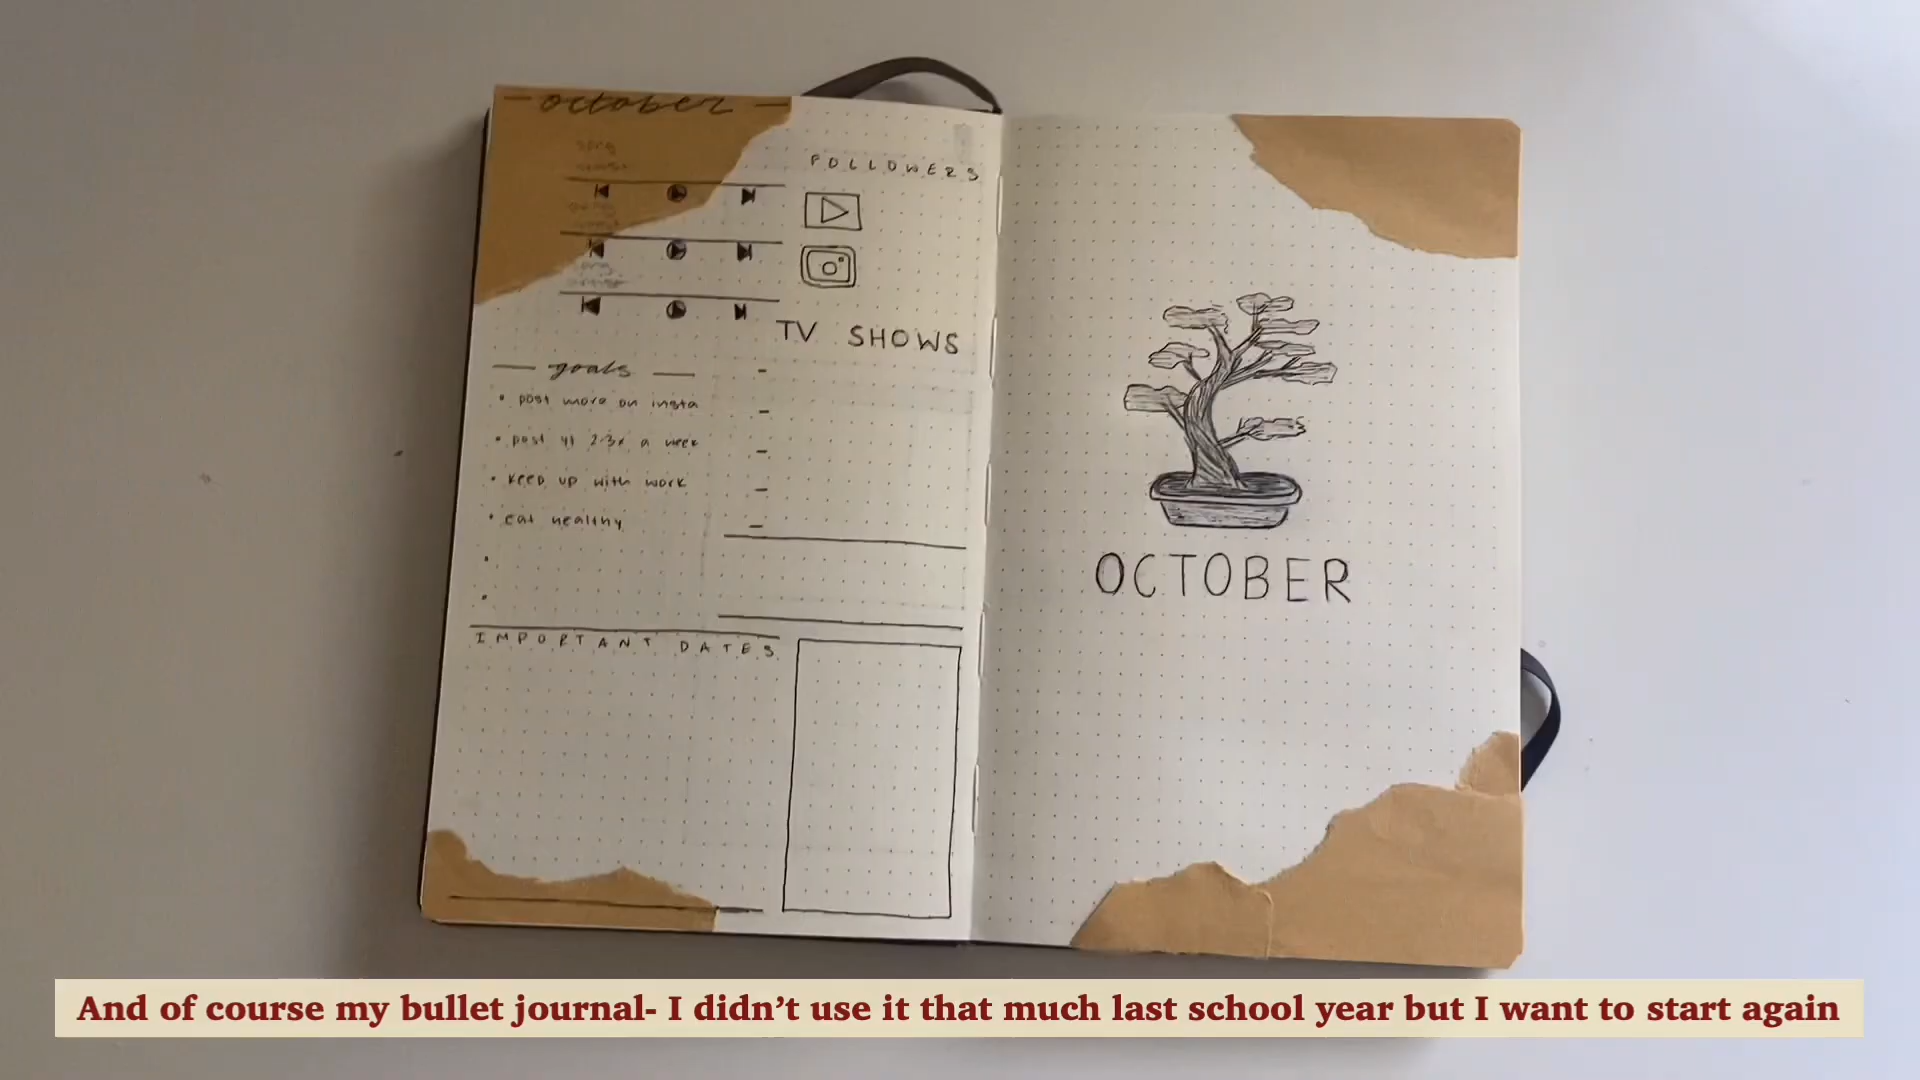 october
song
FOLLOWERS
TV SHOWS
goals
• post more on insta
• post yt 2-3x a week
• keep up with work
• eat healthy
IMPORTANT DATES
OCTOBER
And of course my bullet journal- I didn't use it that much last school year but I want to start again